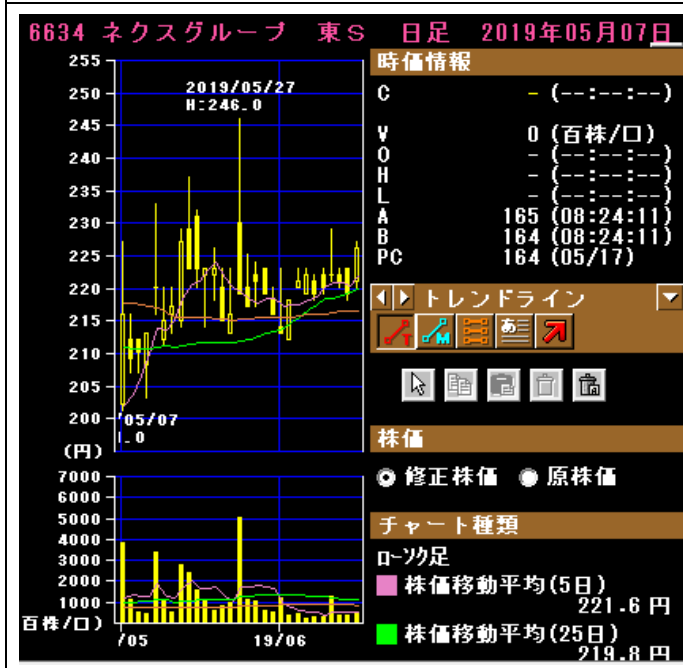 6634 ネクスグループ 東S 日足 2019年05月07日
255
250
245
240
235
230
225
220
215
210
205
200
(円)
2019/05/27
H:246.0
'05/07
.0
7000
6000
5000
4000
3000
2000
1000
百株/口)
/05 19/06
時価情報
C - (--:--:--)
V 0 (百株/口)
O - (--:--:--)
H - (--:--:--)
L - (--:--:--)
A 165 (08:24:11)
B 164 (08:24:11)
PC 164 (05/17)
トレンドライン
T M あ
株価
修正株価 原株価
チャート種類
ローソク足
株価移動平均(5日)
221.6 円
株価移動平均(25日)
219.8 円